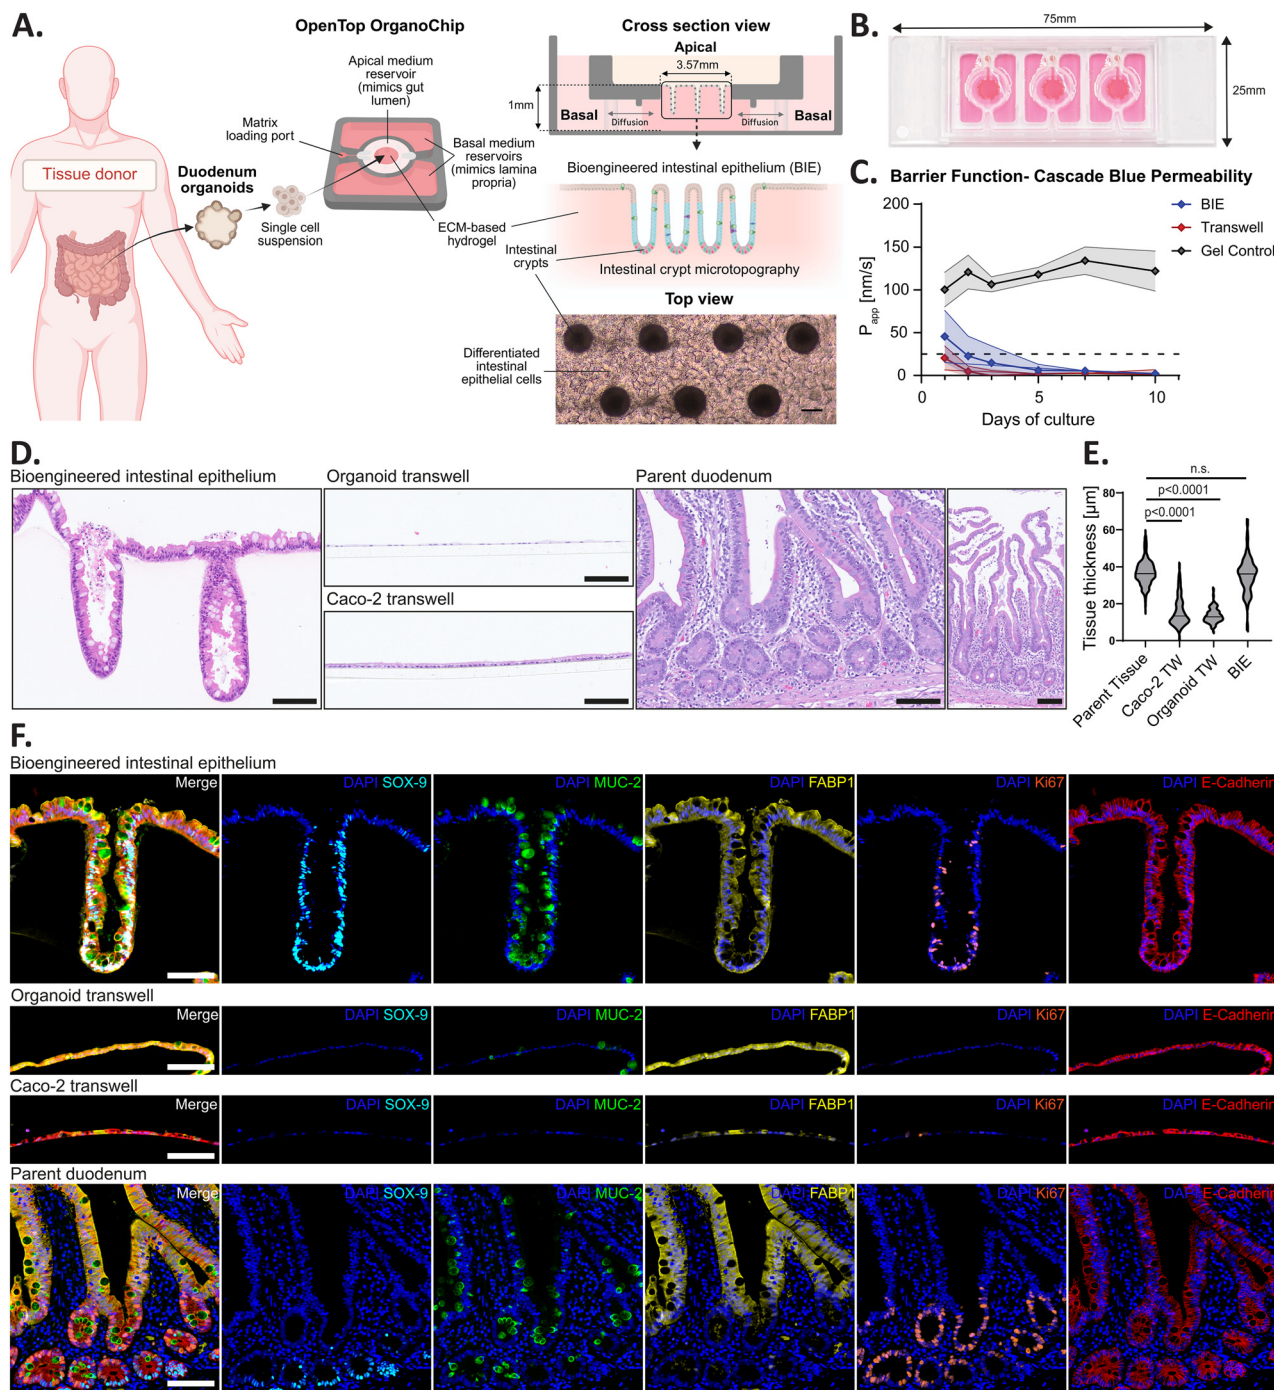 A.
OpenTop OrganoChip
Apical medium
reservoir
(mimics gut
lumen)
Matrix
loading port
Basal medium
reservoirs
(mimics lamina
propria)
Tissue donor
Duodenum
organoids
Single cell
suspension
ECM-based
hydrogel
Intestinal
crypts
Differentiated
intestinal
epithelial cells
Cross section view
Apical
3.57mm
1mm
Basal
Diffusion
Diffusion
Basal
Bioengineered intestinal epithelium (BIE)
Intestinal crypt microtopography
Top view
B.
75mm
25mm
C.
Barrier Function- Cascade Blue Permeability
200
150
100
50
0
Papp [nm/s]
0
5
10
Days of culture
BIE
Transwell
Gel Control
D.
Bioengineered intestinal epithelium
Organoid transwell
Caco-2 transwell
Parent duodenum
E.
n.s.
p<0.0001
p<0.0001
80
60
40
20
0
Tissue thickness [µm]
Parent Tissue
Caco-2 TW
Organoid TW
BIE
F.
Bioengineered intestinal epithelium
Merge
DAPI SOX-9
DAPI MUC-2
DAPI FABP1
DAPI Ki67
DAPI E-Cadherin
Organoid transwell
Merge
DAPI SOX-9
DAPI MUC-2
DAPI FABP1
DAPI Ki67
DAPI E-Cadherin
Caco-2 transwell
Merge
DAPI SOX-9
DAPI MUC-2
DAPI FABP1
DAPI Ki67
DAPI E-Cadherin
Parent duodenum
Merge
DAPI SOX-9
DAPI MUC-2
DAPI FABP1
DAPI Ki67
DAPI E-Cadherin